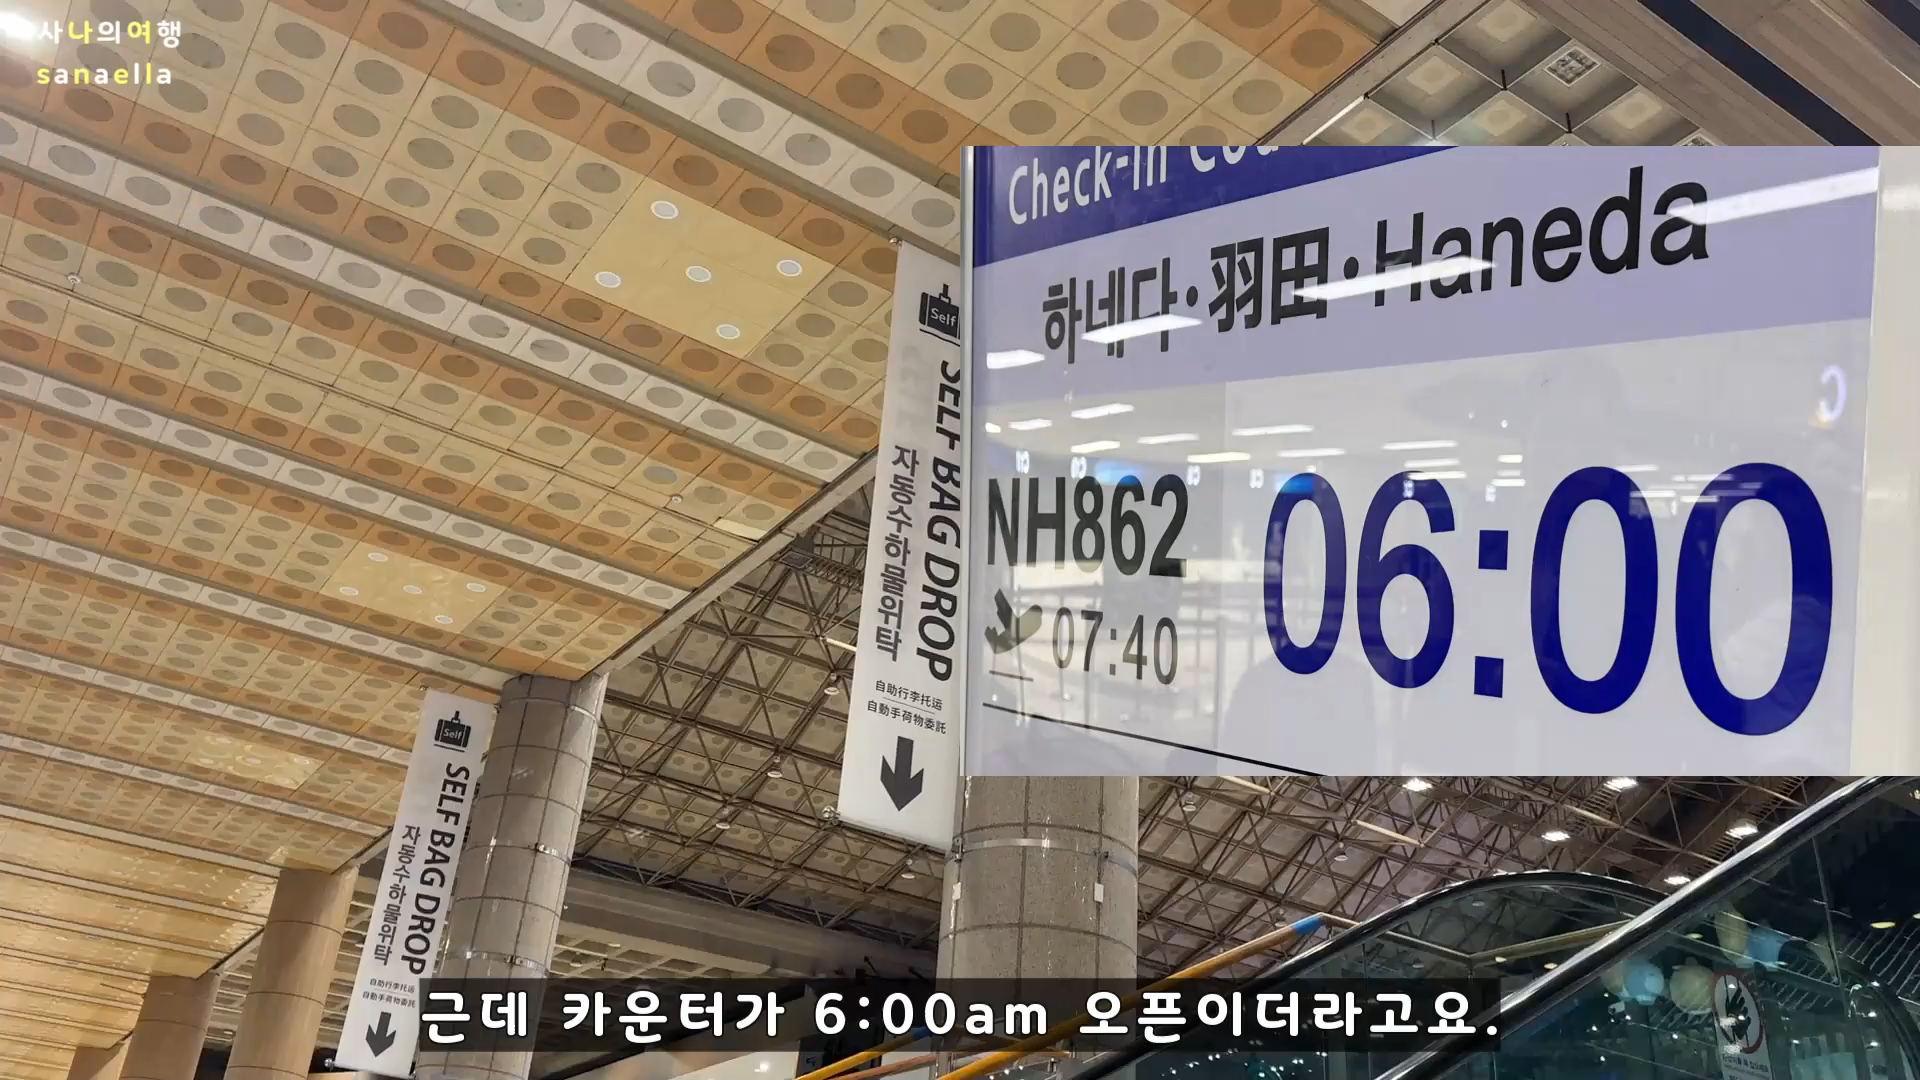 사나의여행
sanaella
Check-in
하네다·羽田·Haneda
NH862
07:40
06:00
Self
SELF BAG DROP
자동수하물위탁
自助行李托运
自動手荷物委託
Self
SELF BAG DROP
자동수하물위탁
自助行李托运
自動手荷物委託
근데 카운터가 6:00am 오픈이더라고요.